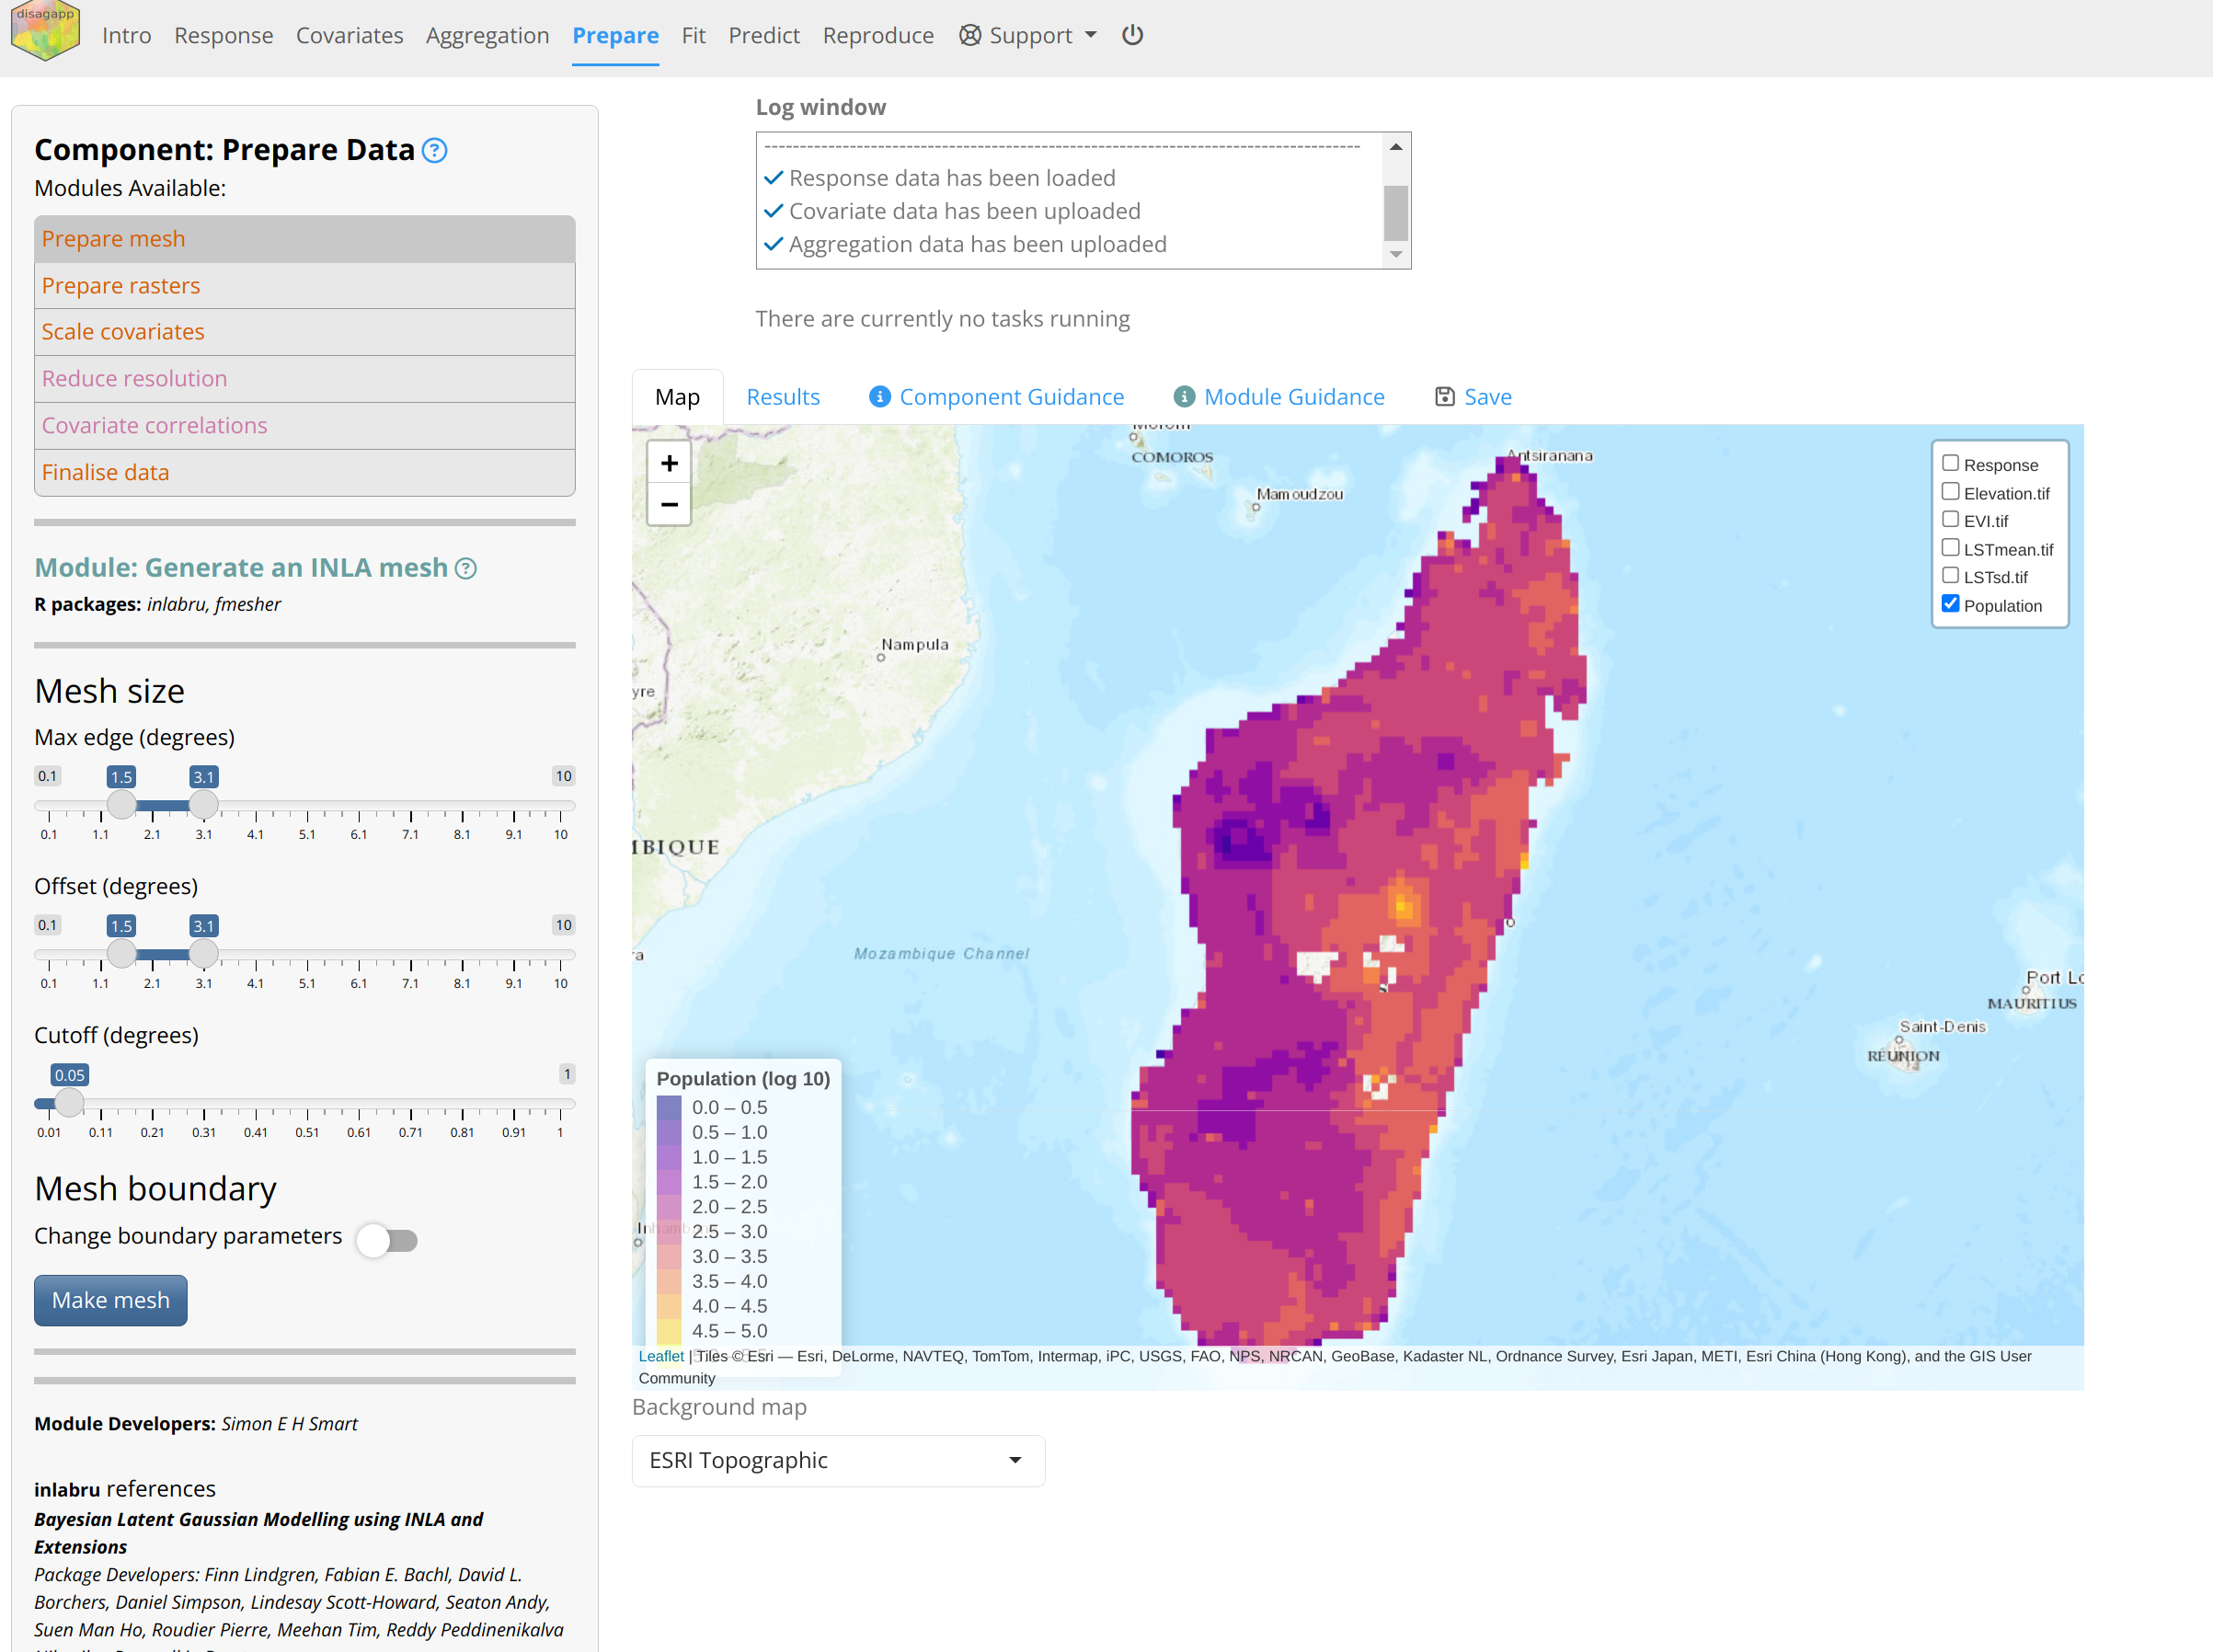 disagapp
Intro Response Covariates Aggregation Prepare Fit Predict Reproduce Support
Component: Prepare Data
Modules Available:
Prepare mesh
Prepare rasters
Scale covariates
Reduce resolution
Covariate correlations
Finalise data
Module: Generate an INLA mesh
R packages: inlabru, fmesher
Mesh size
Max edge (degrees)
0.1 1.5 3.1 10
0.1 1.1 2.1 3.1 4.1 5.1 6.1 7.1 8.1 9.1 10
Offset (degrees)
0.1 1.5 3.1 10
0.1 1.1 2.1 3.1 4.1 5.1 6.1 7.1 8.1 9.1 10
Cutoff (degrees)
0.05 1
0.01 0.11 0.21 0.31 0.41 0.51 0.61 0.71 0.81 0.91 1
Mesh boundary
Change boundary parameters
Make mesh
Module Developers: Simon E H Smart
inlabru references
Bayesian Latent Gaussian Modelling using INLA and
Extensions
Package Developers: Finn Lindgren, Fabian E. Bachl, David L.
Borchers, Daniel Simpson, Lindesay Scott-Howard, Seaton Andy,
Suen Man Ho, Roudier Pierre, Meehan Tim, Reddy Peddinenikalva
Log window
--------------------------------------------------------------------------------
Response data has been loaded
Covariate data has been uploaded
Aggregation data has been uploaded
There are currently no tasks running
Map Results Component Guidance Module Guidance Save
+
−
Moroni
COMOROS
Mamoudzou
Antsiranana
Nampula
yre
MBIQUE
ra
Mozambique Channel
Port Lo
MAURITIUS
Saint-Denis
RÉUNION
Response
Elevation.tif
EVI.tif
LSTmean.tif
LSTsd.tif
Population
Population (log 10)
0.0 – 0.5
0.5 – 1.0
1.0 – 1.5
1.5 – 2.0
2.0 – 2.5
2.5 – 3.0
3.0 – 3.5
3.5 – 4.0
4.0 – 4.5
4.5 – 5.0
Leaflet | Tiles © Esri — Esri, DeLorme, NAVTEQ, TomTom, Intermap, iPC, USGS, FAO, NPS, NRCAN, GeoBase, Kadaster NL, Ordnance Survey, Esri Japan, METI, Esri China (Hong Kong), and the GIS User
Community
Background map
ESRI Topographic